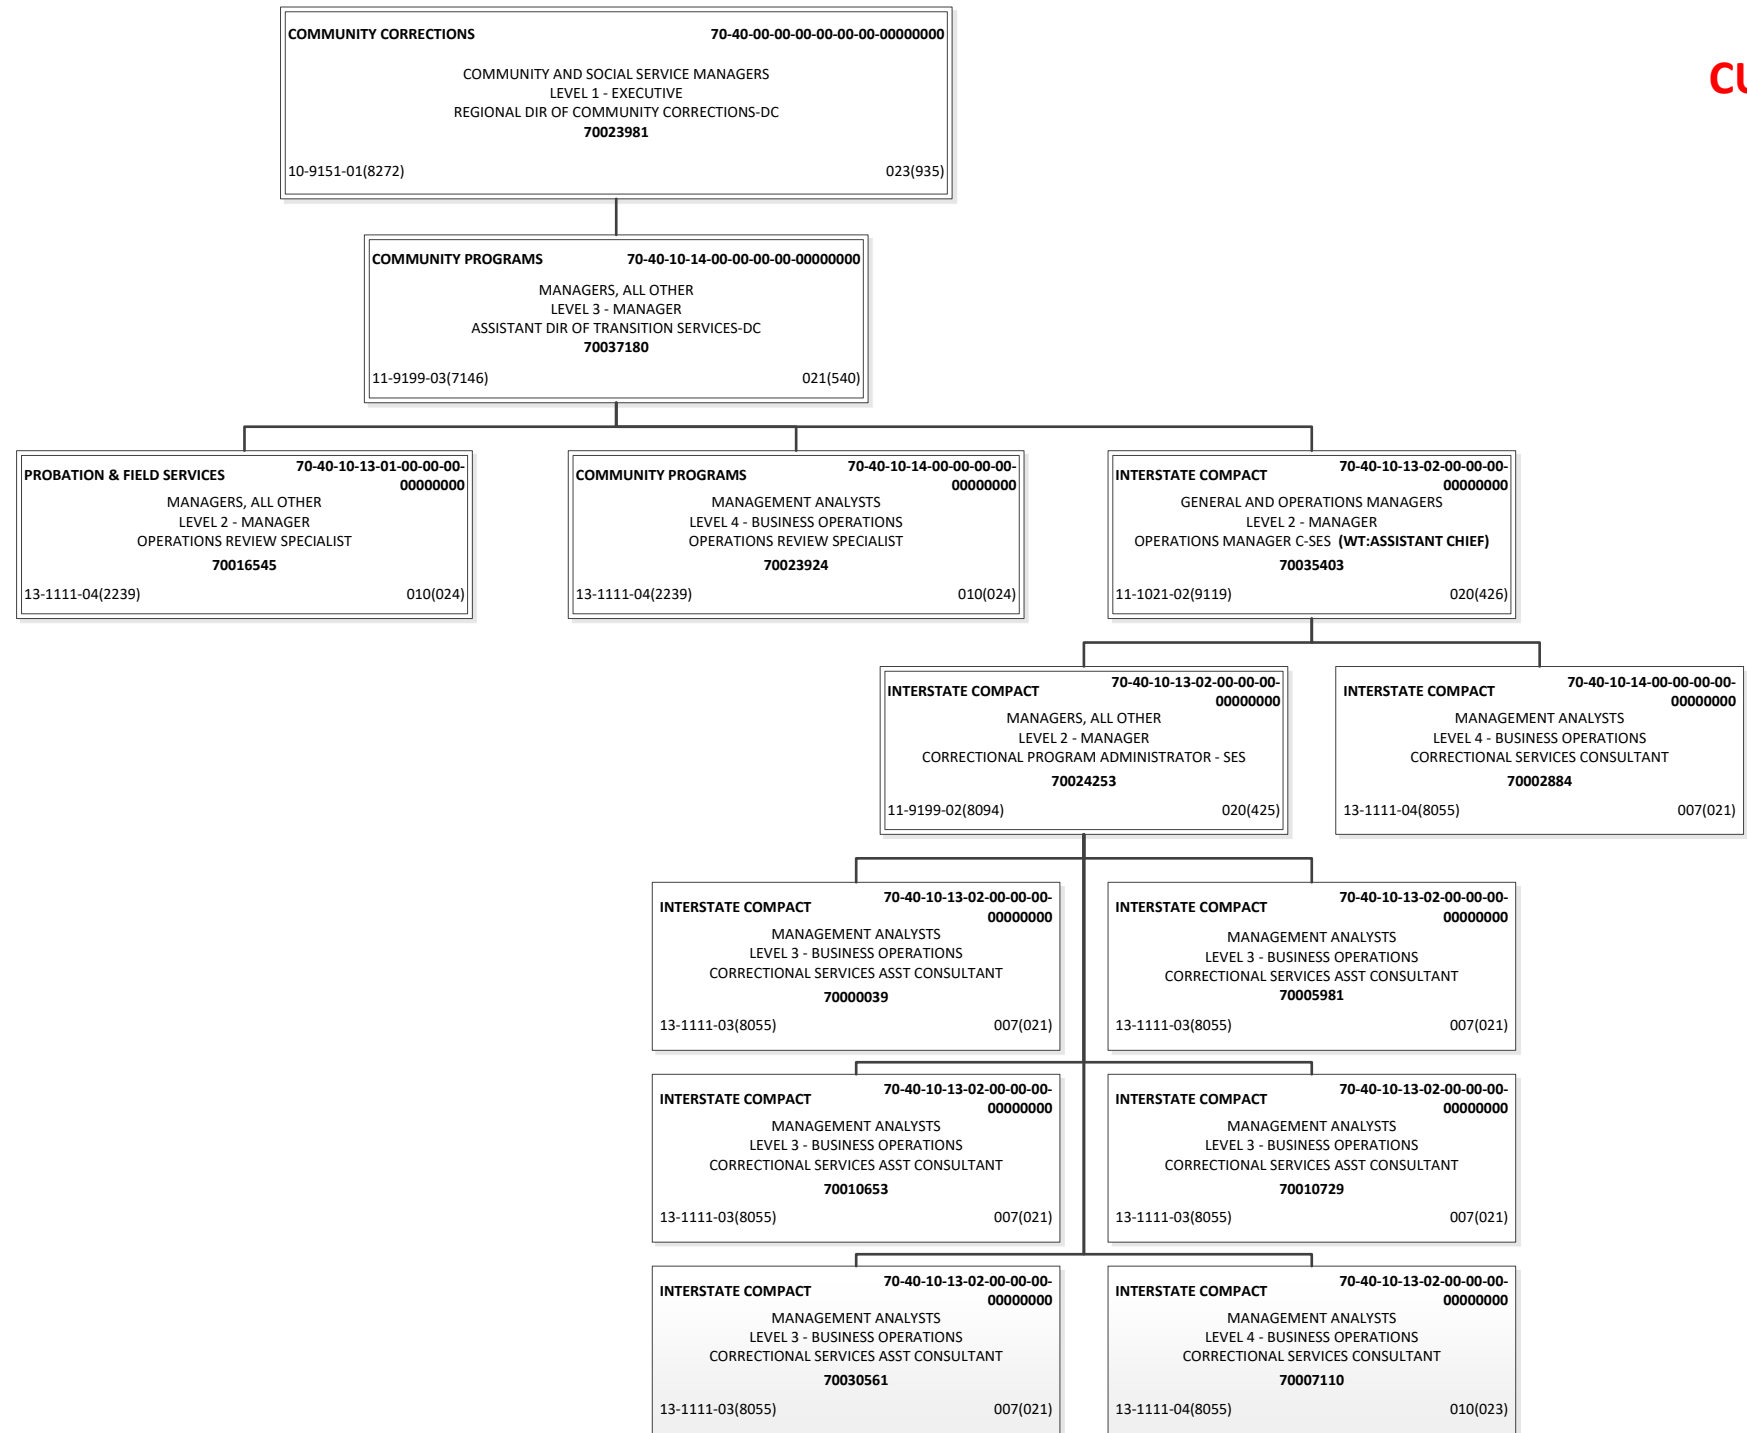 COMMUNITY CORRECTIONS 70-40-00-00-00-00-00-00-00000000
COMMUNITY AND SOCIAL SERVICE MANAGERS
LEVEL 1 - EXECUTIVE
REGIONAL DIR OF COMMUNITY CORRECTIONS-DC
70023981
10-9151-01(8272) 023(935)
CU
COMMUNITY PROGRAMS 70-40-10-14-00-00-00-00-00000000
MANAGERS, ALL OTHER
LEVEL 3 - MANAGER
ASSISTANT DIR OF TRANSITION SERVICES-DC
70037180
11-9199-03(7146) 021(540)
PROBATION & FIELD SERVICES 70-40-10-13-01-00-00-00-
00000000
MANAGERS, ALL OTHER
LEVEL 2 - MANAGER
OPERATIONS REVIEW SPECIALIST
70016545
13-1111-04(2239) 010(024)
COMMUNITY PROGRAMS 70-40-10-14-00-00-00-00-
00000000
MANAGEMENT ANALYSTS
LEVEL 4 - BUSINESS OPERATIONS
OPERATIONS REVIEW SPECIALIST
70023924
13-1111-04(2239) 010(024)
INTERSTATE COMPACT 70-40-10-13-02-00-00-00-
00000000
GENERAL AND OPERATIONS MANAGERS
LEVEL 2 - MANAGER
OPERATIONS MANAGER C-SES (WT:ASSISTANT CHIEF)
70035403
11-1021-02(9119) 020(426)
INTERSTATE COMPACT 70-40-10-13-02-00-00-00-
00000000
MANAGERS, ALL OTHER
LEVEL 2 - MANAGER
CORRECTIONAL PROGRAM ADMINISTRATOR - SES
70024253
11-9199-02(8094) 020(425)
INTERSTATE COMPACT 70-40-10-14-00-00-00-00-
00000000
MANAGEMENT ANALYSTS
LEVEL 4 - BUSINESS OPERATIONS
CORRECTIONAL SERVICES CONSULTANT
70002884
13-1111-04(8055) 007(021)
INTERSTATE COMPACT 70-40-10-13-02-00-00-00-
00000000
MANAGEMENT ANALYSTS
LEVEL 3 - BUSINESS OPERATIONS
CORRECTIONAL SERVICES ASST CONSULTANT
70000039
13-1111-03(8055) 007(021)
INTERSTATE COMPACT 70-40-10-13-02-00-00-00-
00000000
MANAGEMENT ANALYSTS
LEVEL 3 - BUSINESS OPERATIONS
CORRECTIONAL SERVICES ASST CONSULTANT
70005981
13-1111-03(8055) 007(021)
INTERSTATE COMPACT 70-40-10-13-02-00-00-00-
00000000
MANAGEMENT ANALYSTS
LEVEL 3 - BUSINESS OPERATIONS
CORRECTIONAL SERVICES ASST CONSULTANT
70010653
13-1111-03(8055) 007(021)
INTERSTATE COMPACT 70-40-10-13-02-00-00-00-
00000000
MANAGEMENT ANALYSTS
LEVEL 3 - BUSINESS OPERATIONS
CORRECTIONAL SERVICES ASST CONSULTANT
70010729
13-1111-03(8055) 007(021)
INTERSTATE COMPACT 70-40-10-13-02-00-00-00-
00000000
MANAGEMENT ANALYSTS
LEVEL 3 - BUSINESS OPERATIONS
CORRECTIONAL SERVICES ASST CONSULTANT
70030561
13-1111-03(8055) 007(021)
INTERSTATE COMPACT 70-40-10-13-02-00-00-00-
00000000
MANAGEMENT ANALYSTS
LEVEL 4 - BUSINESS OPERATIONS
CORRECTIONAL SERVICES CONSULTANT
70007110
13-1111-04(8055) 010(023)